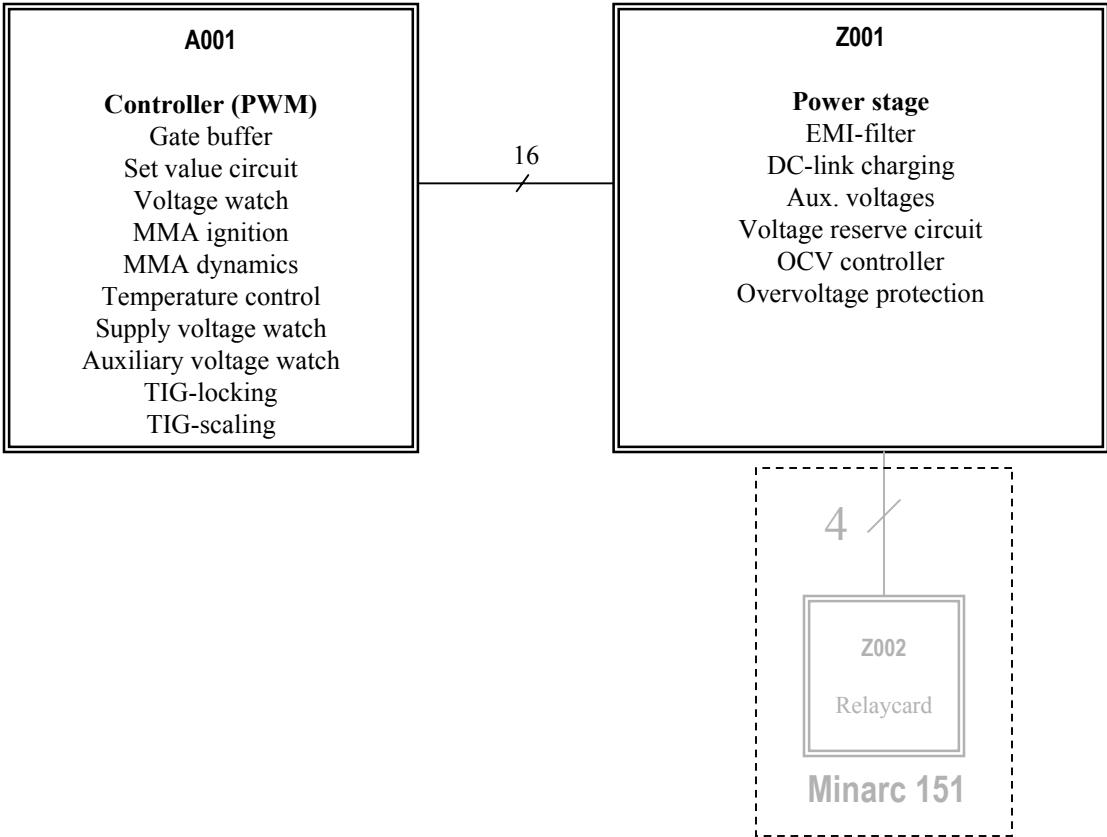 A001
Controller (PWM)
Gate buffer
Set value circuit
Voltage watch
MMA ignition
MMA dynamics
Temperature control
Supply voltage watch
Auxiliary voltage watch
TIG-locking
TIG-scaling
16
Z001
Power stage
EMI-filter
DC-link charging
Aux. voltages
Voltage reserve circuit
OCV controller
Overvoltage protection
4
Z002
Relaycard
Minarc 151